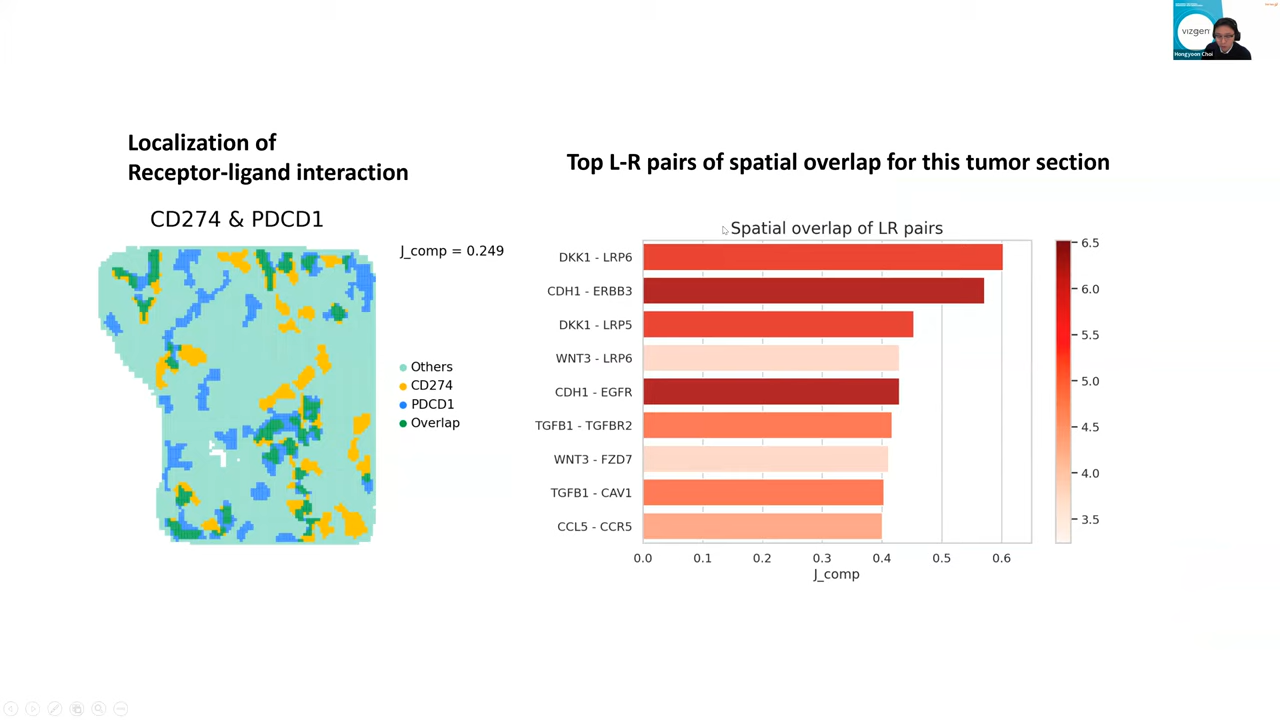 vizgen
Hongyoon Choi
Localization of
Receptor-ligand interaction
Top L-R pairs of spatial overlap for this tumor section
CD274 & PDCD1
J_comp = 0.249
Others
CD274
PDCD1
Overlap
Spatial overlap of LR pairs
DKK1 - LRP6
CDH1 - ERBB3
DKK1 - LRP5
WNT3 - LRP6
CDH1 - EGFR
TGFB1 - TGFBR2
WNT3 - FZD7
TGFB1 - CAV1
CCL5 - CCR5
0.0 0.1 0.2 0.3 0.4 0.5 0.6
J_comp
6.5
6.0
5.5
5.0
4.5
4.0
3.5